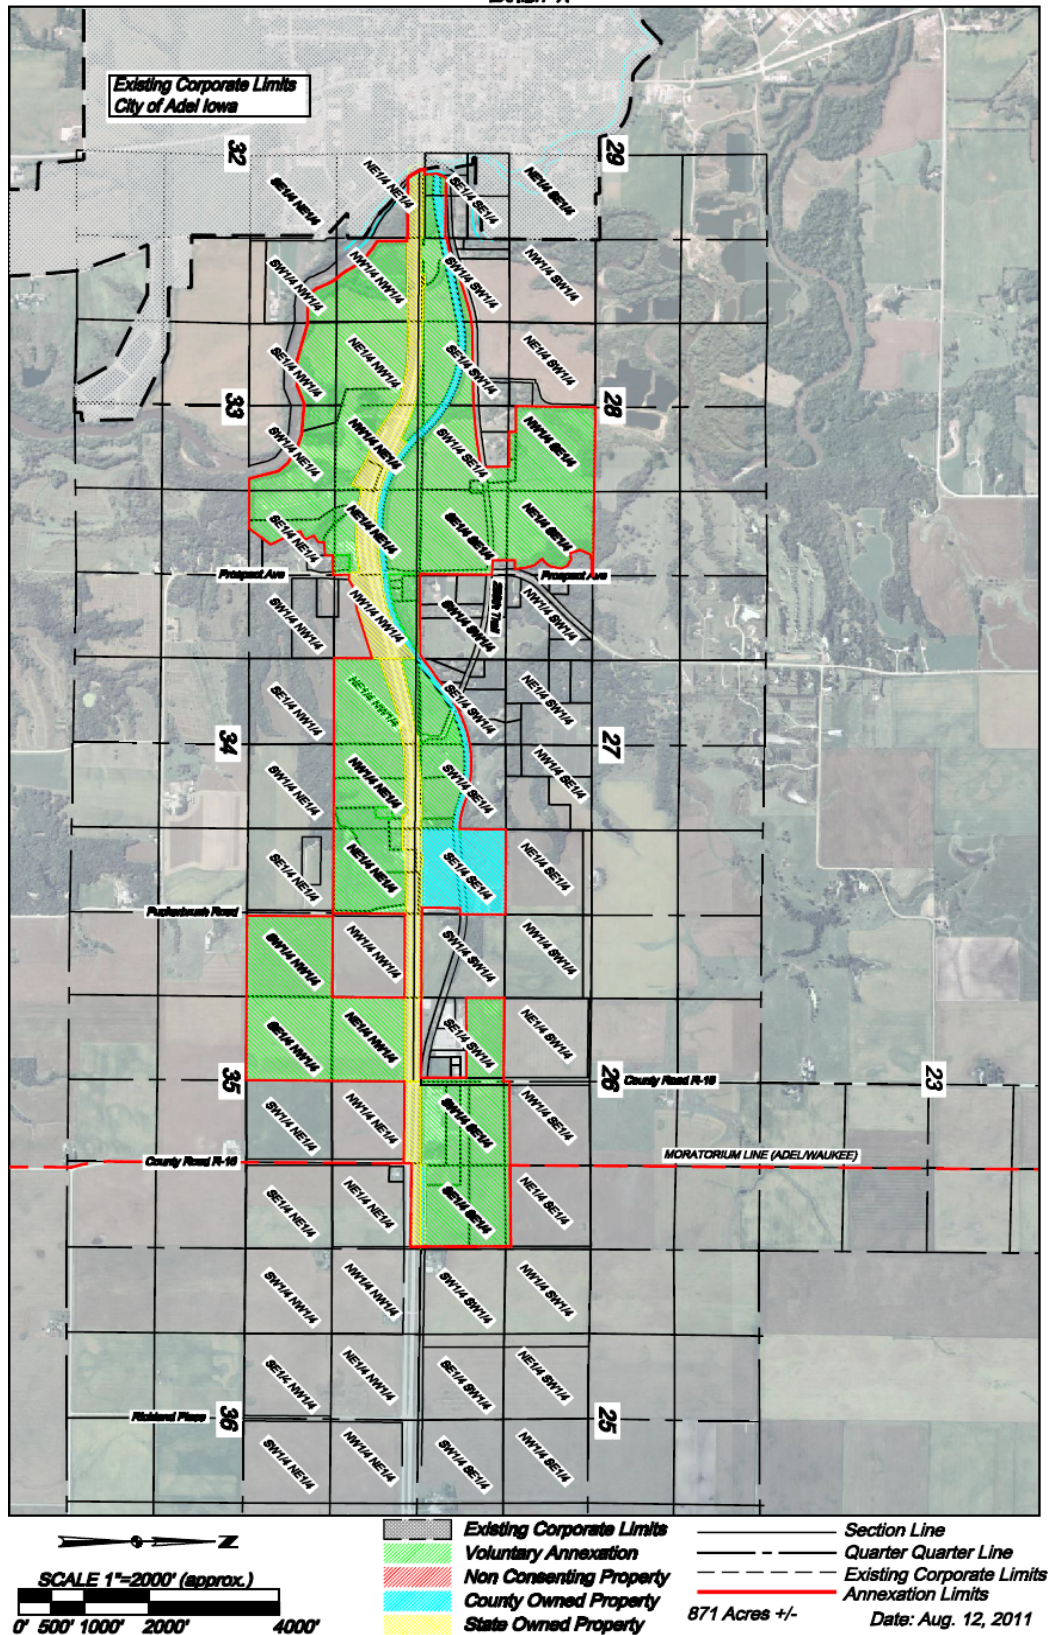 Existing Corporate Limits
City of Adel Iowa
32
29
NE1/4 NE1/4
SE1/4 SE1/4
SE1/4 NE1/4
NE1/4 SE1/4
SW1/4 NW1/4
NW1/4 NW1/4
SW1/4 SW1/4
NW1/4 SW1/4
SE1/4 NW1/4
NE1/4 NW1/4
SE1/4 SW1/4
NE1/4 SW1/4
33
28
SW1/4 NE1/4
NW1/4 NE1/4
SW1/4 SE1/4
NW1/4 SE1/4
SE1/4 NE1/4
NE1/4 NE1/4
SE1/4 SE1/4
NE1/4 SE1/4
Prospect Ave
Prospect Ave
SW1/4 NW1/4
NW1/4 NW1/4
SW1/4 SW1/4
NW1/4 SW1/4
SE1/4 NW1/4
NE1/4 NW1/4
SE1/4 SW1/4
NE1/4 SW1/4
34
27
SW1/4 NE1/4
NW1/4 NE1/4
SW1/4 SE1/4
NW1/4 SE1/4
SE1/4 NE1/4
NE1/4 NE1/4
SE1/4 SE1/4
NE1/4 SE1/4
Puckerbrush Road
SW1/4 NW1/4
NW1/4 NW1/4
SW1/4 SW1/4
NW1/4 SW1/4
SE1/4 NW1/4
NE1/4 NW1/4
SE1/4 SW1/4
NE1/4 SW1/4
35
26
County Road R-16
23
SW1/4 NE1/4
NW1/4 NE1/4
SW1/4 SE1/4
NW1/4 SE1/4
County Road R-16
MORATORIUM LINE (ADEL/WAUKEE)
SE1/4 NE1/4
NE1/4 NE1/4
SE1/4 SE1/4
NE1/4 SE1/4
SW1/4 NW1/4
NW1/4 NW1/4
SW1/4 SW1/4
NW1/4 SW1/4
SE1/4 NW1/4
NE1/4 NW1/4
SE1/4 SW1/4
NE1/4 SW1/4
Richland Place
36
25
SW1/4 NE1/4
NW1/4 NE1/4
SW1/4 SE1/4
NW1/4 SE1/4
Z
SCALE 1"=2000' (approx.)
0' 500' 1000' 2000' 4000'
Existing Corporate Limits
Voluntary Annexation
Non Consenting Property
County Owned Property
State Owned Property
Section Line
Quarter Quarter Line
Existing Corporate Limits
Annexation Limits
871 Acres +/-
Date: Aug. 12, 2011